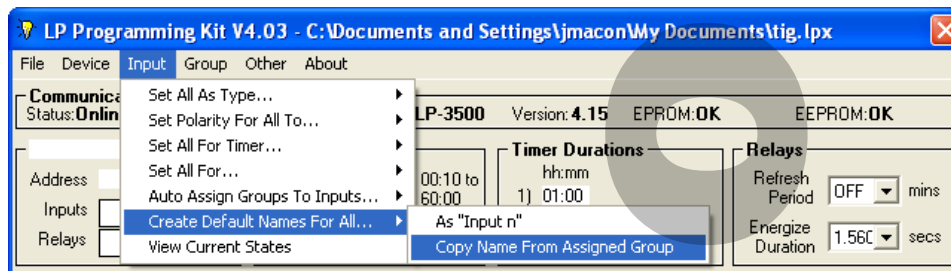 LP Programming Kit V4.03 - C:\Documents and Settings\jmacon\My Documents\tig.lpx
File Device Input Group Other About
Set All As Type...
Set Polarity For All To...
Set All For Timer...
Set All For...
Auto Assign Groups To Inputs...
Create Default Names For All...
View Current States
As "Input n"
Copy Name From Assigned Group
Status:
LP-3500 Version: 4.15 EPROM:OK EEPROM:OK
Address
Inputs
Relays
00:10 to
60:00
Timer Durations
hh:mm
1) 01:00
Relays
Refresh
Period OFF mins
Energize
Duration secs